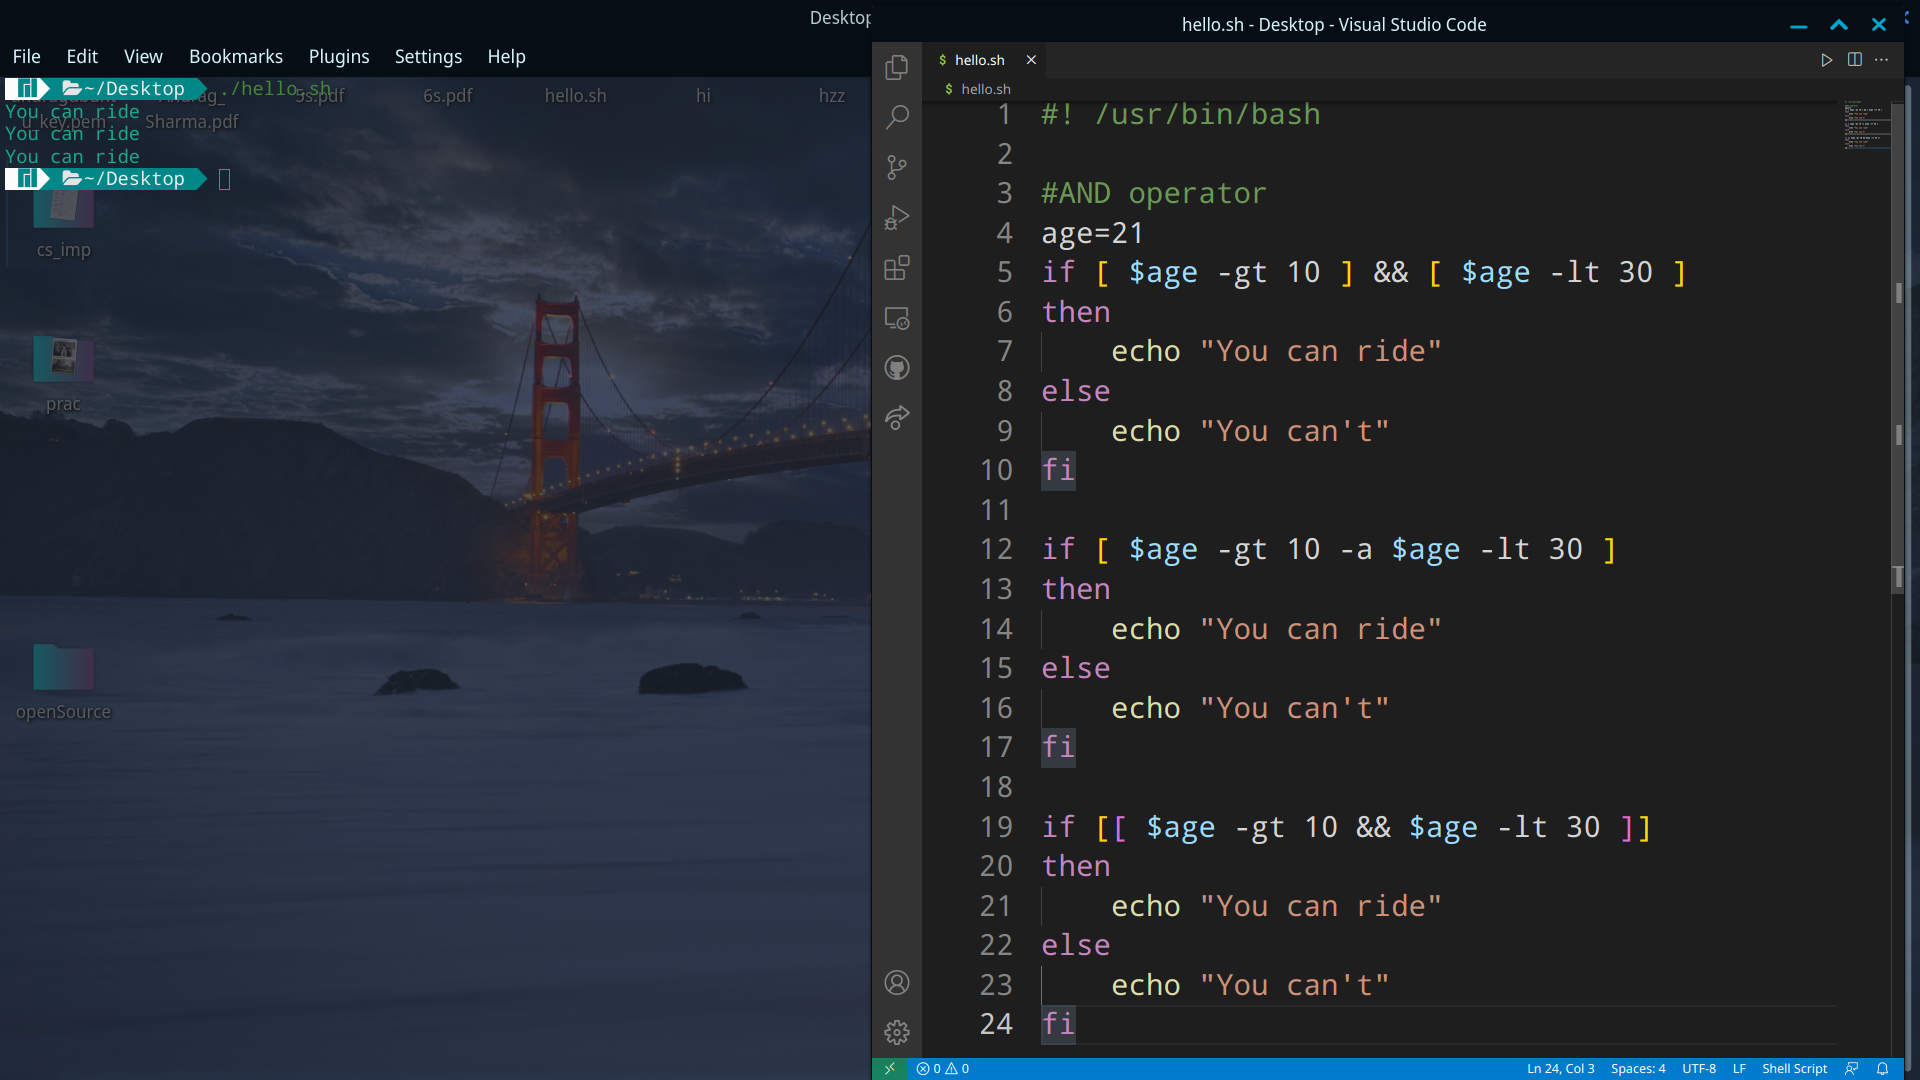 Desktop
File Edit View Bookmarks Plugins Settings Help
~/Desktop ./hello.sh
You can ride
You can ride
You can ride
~/Desktop
5s.pdf 6s.pdf hello.sh hi hzz
Sharma.pdf
cs_imp
prac
openSource
hello.sh - Desktop - Visual Studio Code
$ hello.sh
$ hello.sh
1 #! /usr/bin/bash
2
3 #AND operator
4 age=21
5 if [ $age -gt 10 ] && [ $age -lt 30 ]
6 then
7 echo "You can ride"
8 else
9 echo "You can't"
10 fi
11
12 if [ $age -gt 10 -a $age -lt 30 ]
13 then
14 echo "You can ride"
15 else
16 echo "You can't"
17 fi
18
19 if [[ $age -gt 10 && $age -lt 30 ]]
20 then
21 echo "You can ride"
22 else
23 echo "You can't"
24 fi
0 0 Ln 24, Col 3 Spaces: 4 UTF-8 LF Shell Script